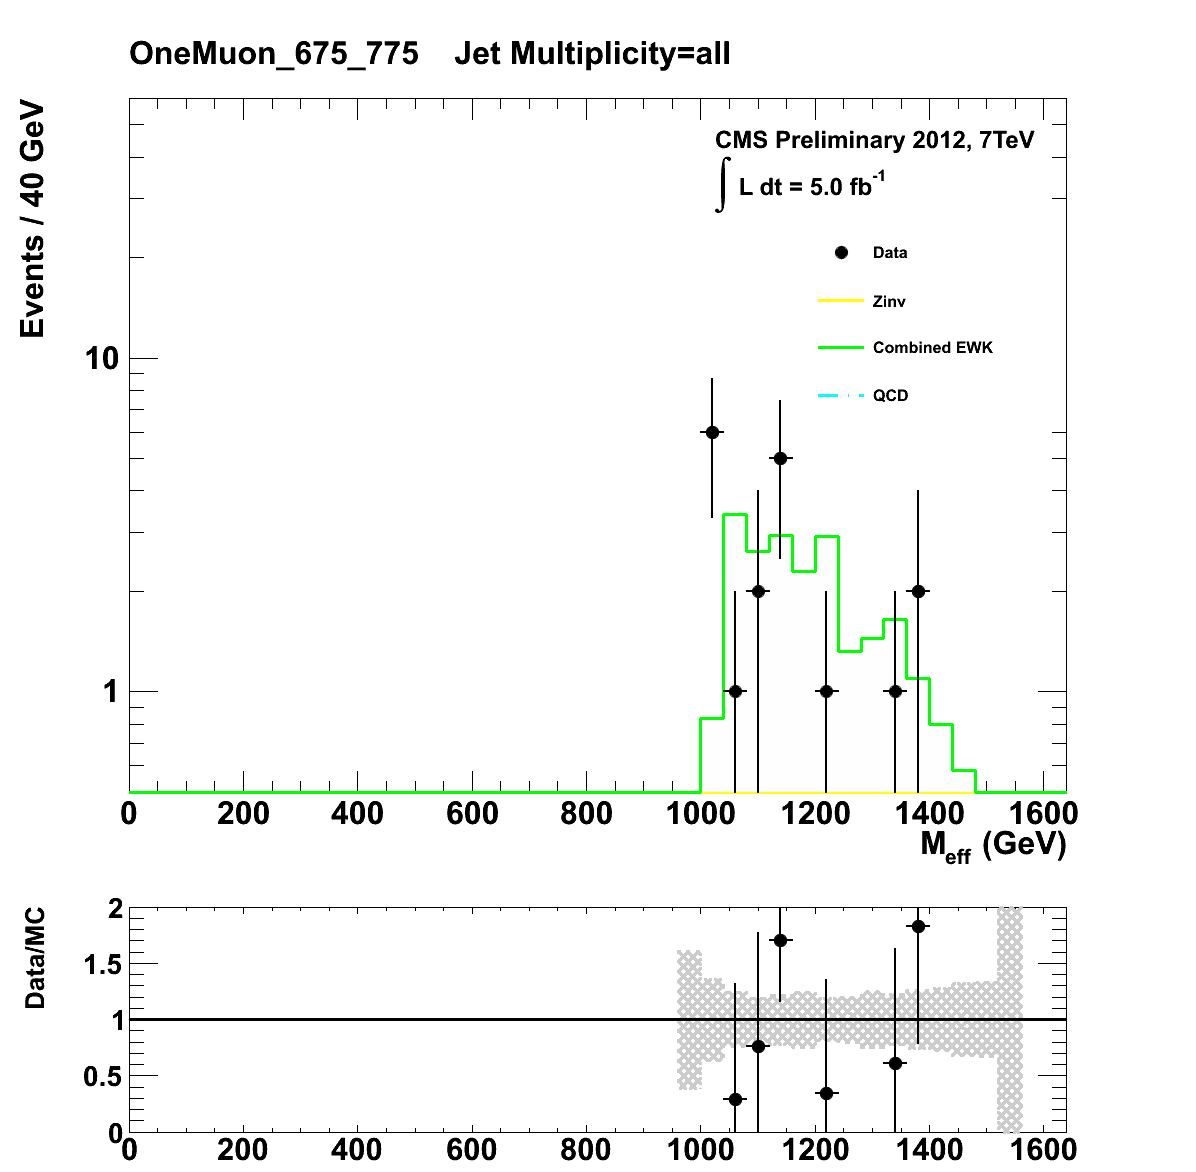 OneMuon_675_775 Jet Multiplicity=all
Events / 40 GeV
CMS Preliminary 2012, 7TeV
∫ L dt = 5.0 fb⁻¹
Data
Zinv
Combined EWK
QCD
10
1
0 200 400 600 800 1000 1200 1400 1600
M_eff (GeV)
Data/MC
2
1.5
1
0.5
0
0 200 400 600 800 1000 1200 1400 1600